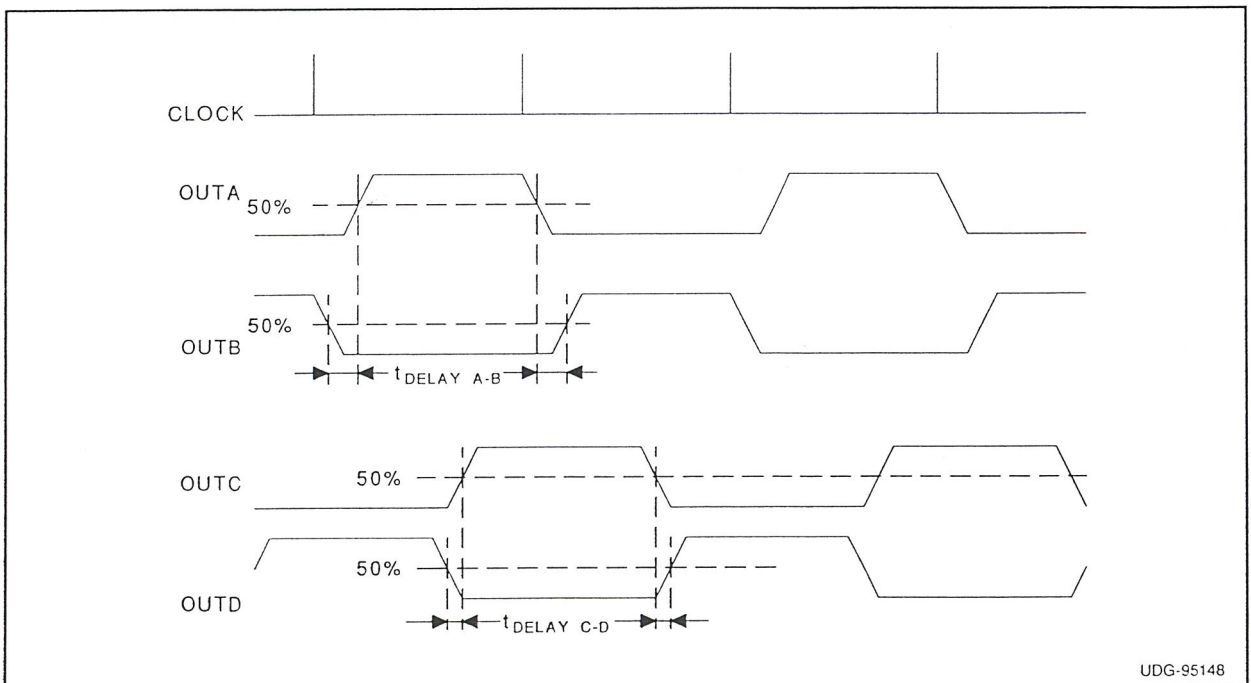 CLOCK
OUTA
50%
50%
OUTB
tDELAY A-B
OUTC
50%
50%
OUTD
tDELAY C-D
UDG-95148